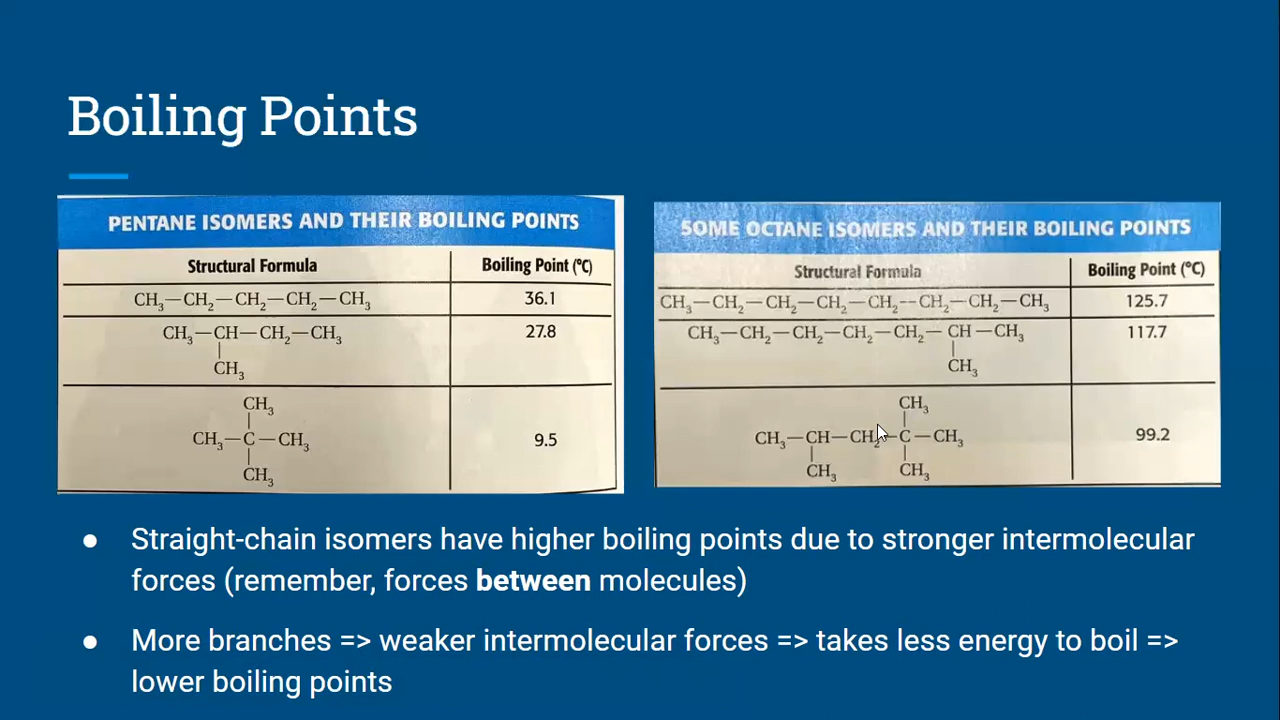 Boiling Points
PENTANE ISOMERS AND THEIR BOILING POINTS
Structural Formula Boiling Point (°C)
CH₃—CH₂—CH₂—CH₂—CH₃ 36.1
CH₃—CH—CH₂—CH₃ 27.8
|
CH₃
CH₃
|
CH₃—C—CH₃ 9.5
|
CH₃
SOME OCTANE ISOMERS AND THEIR BOILING POINTS
Structural Formula Boiling Point (°C)
CH₃—CH₂—CH₂—CH₂—CH₂—CH₂—CH₂—CH₃ 125.7
CH₃—CH₂—CH₂—CH₂—CH₂—CH—CH₃ 117.7
|
CH₃
CH₃
|
CH₃—CH—CH₂—C—CH₃ 99.2
| |
CH₃ CH₃
● Straight-chain isomers have higher boiling points due to stronger intermolecular
forces (remember, forces between molecules)
● More branches => weaker intermolecular forces => takes less energy to boil =>
lower boiling points